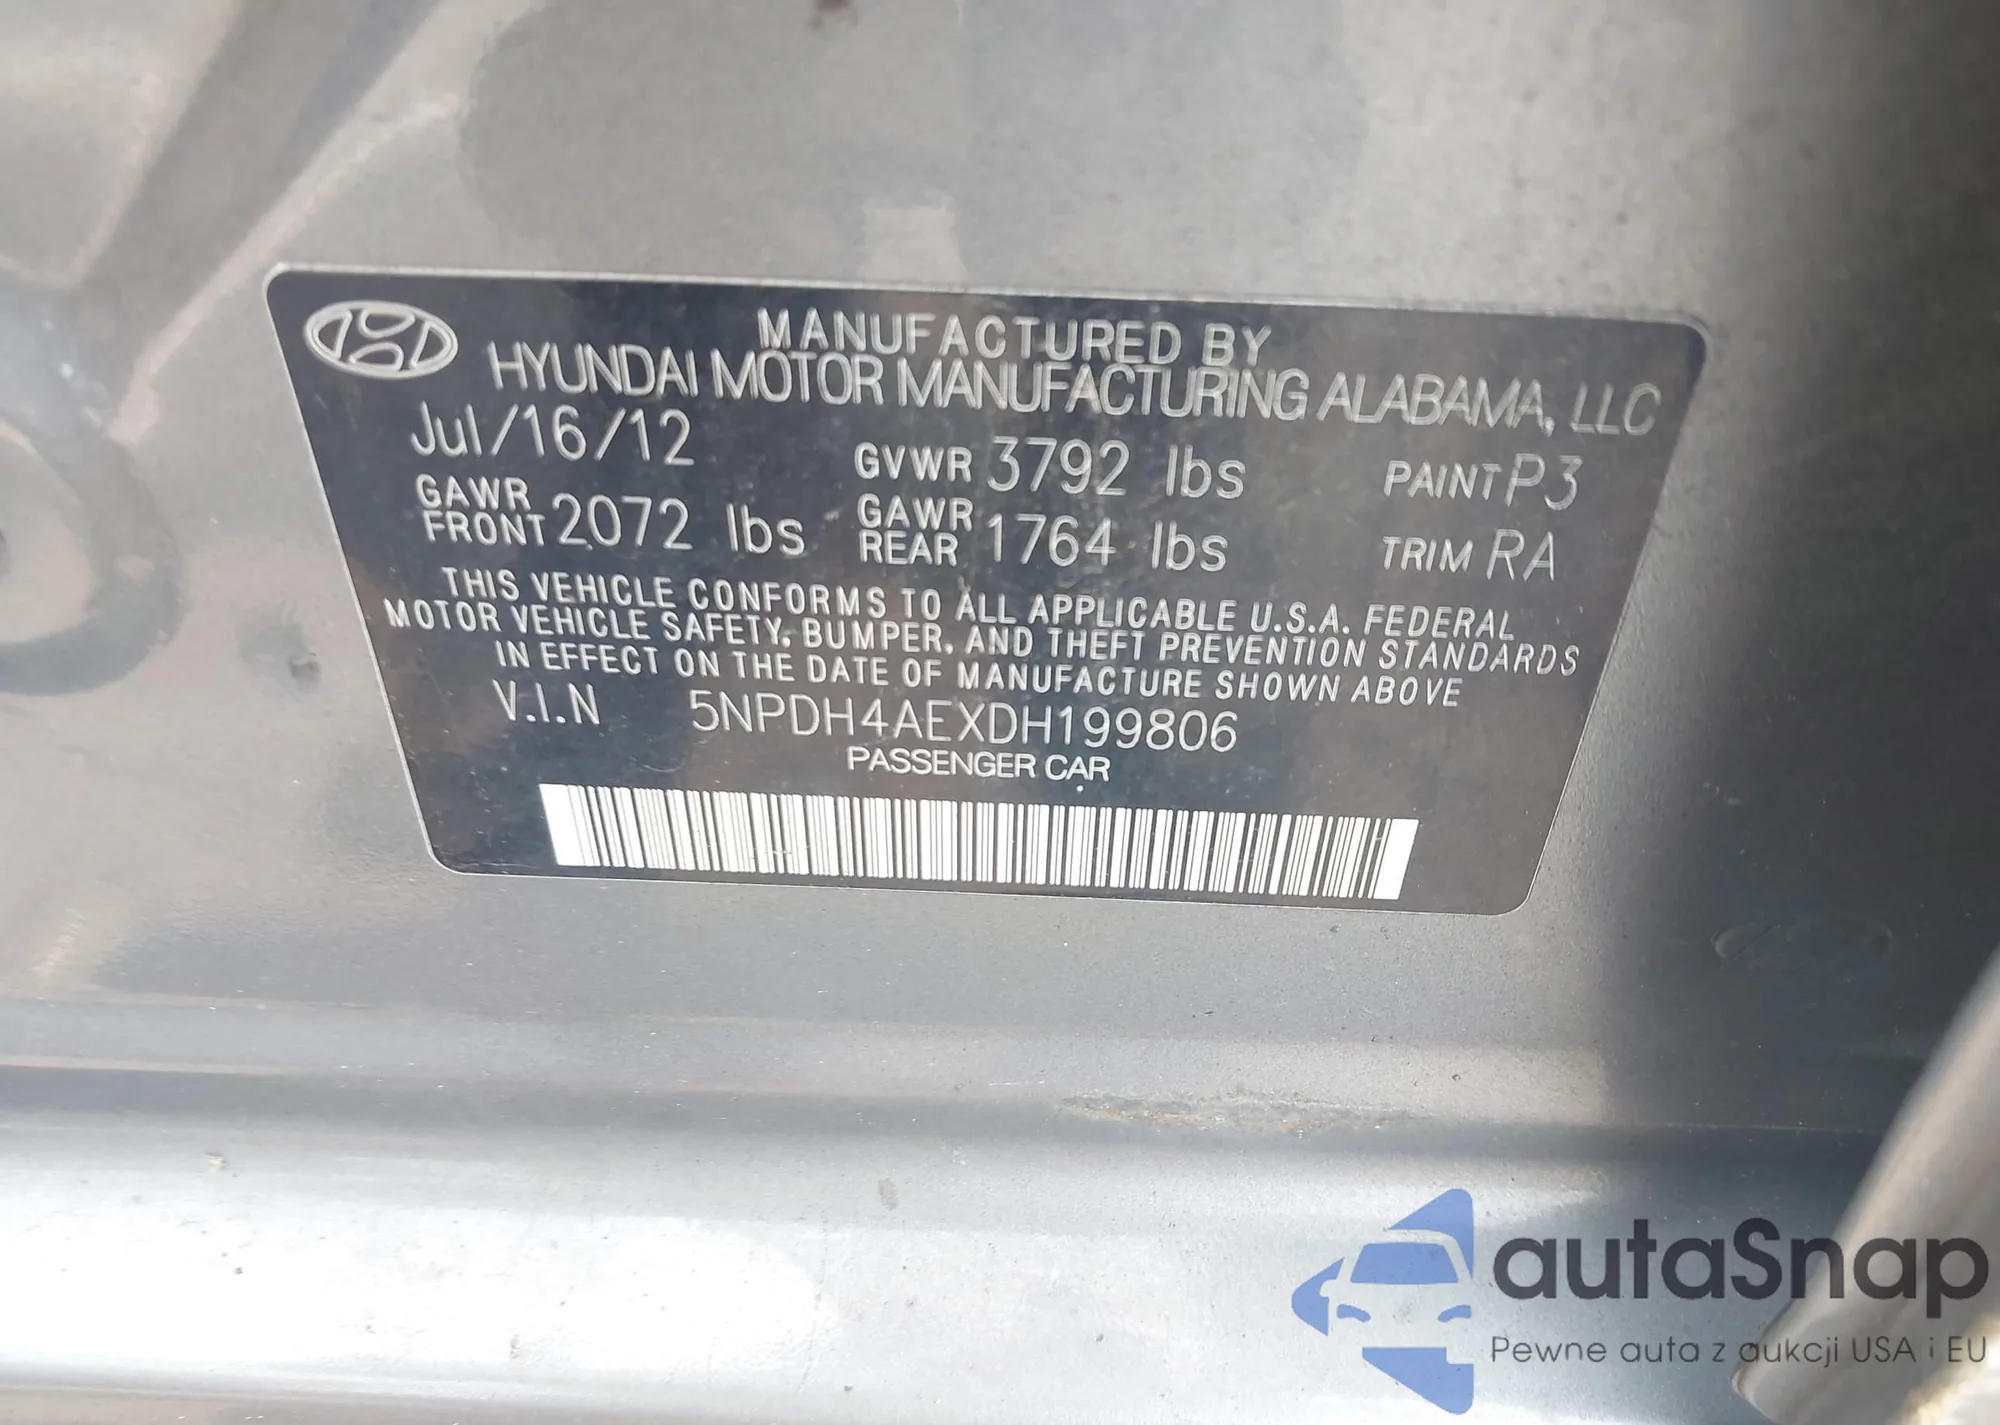 MANUFACTURED BY
HYUNDAI MOTOR MANUFACTURING ALABAMA, LLC
Jul/16/12 GVWR 3792 lbs PAINT P3
GAWR FRONT 2072 lbs GAWR REAR 1764 lbs TRIM RA
THIS VEHICLE CONFORMS TO ALL APPLICABLE U.S.A. FEDERAL
MOTOR VEHICLE SAFETY, BUMPER, AND THEFT PREVENTION STANDARDS
IN EFFECT ON THE DATE OF MANUFACTURE SHOWN ABOVE
V.I.N 5NPDH4AEXDH199806
PASSENGER CAR
autaSnap
Pewne auta z aukcji USA i EU